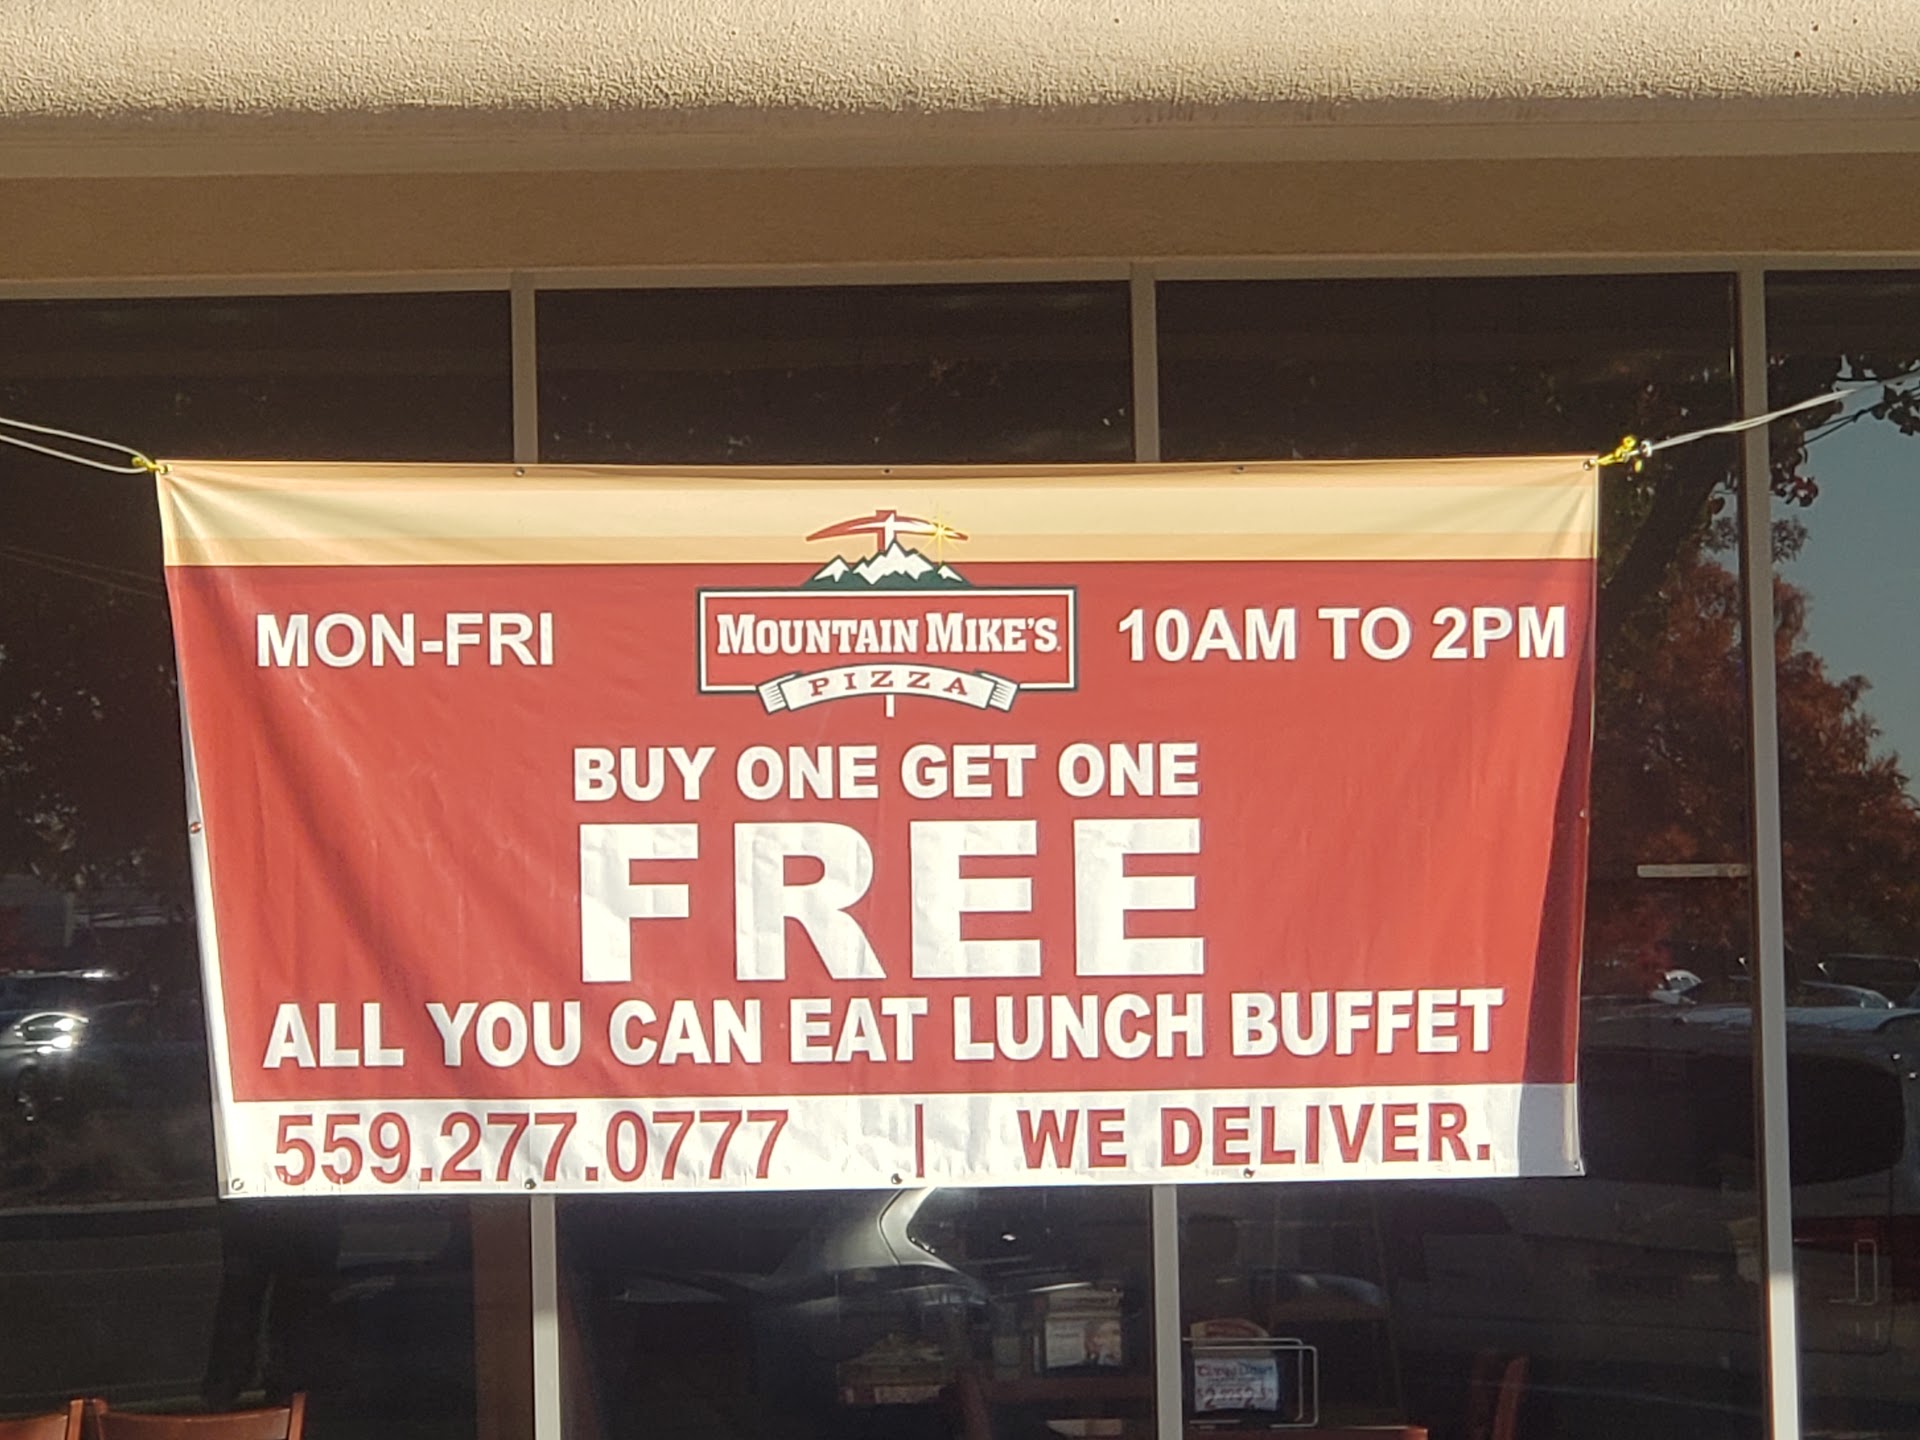 MON-FRI
MOUNTAIN MIKE'S
PIZZA
10AM TO 2PM
BUY ONE GET ONE
FREE
ALL YOU CAN EAT LUNCH BUFFET
559.277.0777 | WE DELIVER.